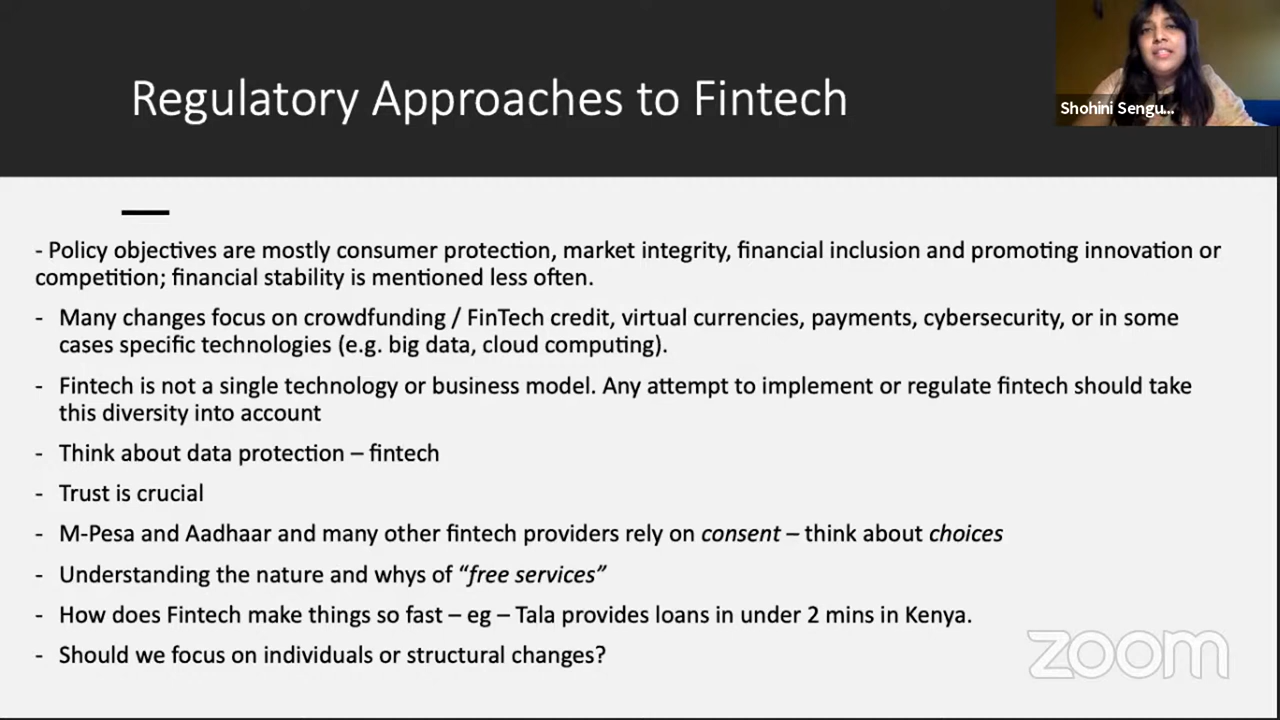 Regulatory Approaches to Fintech
Shohini Sengu...
- Policy objectives are mostly consumer protection, market integrity, financial inclusion and promoting innovation or
competition; financial stability is mentioned less often.
- Many changes focus on crowdfunding / FinTech credit, virtual currencies, payments, cybersecurity, or in some
cases specific technologies (e.g. big data, cloud computing).
- Fintech is not a single technology or business model. Any attempt to implement or regulate fintech should take
this diversity into account
- Think about data protection – fintech
- Trust is crucial
- M-Pesa and Aadhaar and many other fintech providers rely on consent – think about choices
- Understanding the nature and whys of “free services”
- How does Fintech make things so fast – eg – Tala provides loans in under 2 mins in Kenya.
- Should we focus on individuals or structural changes?
zoom